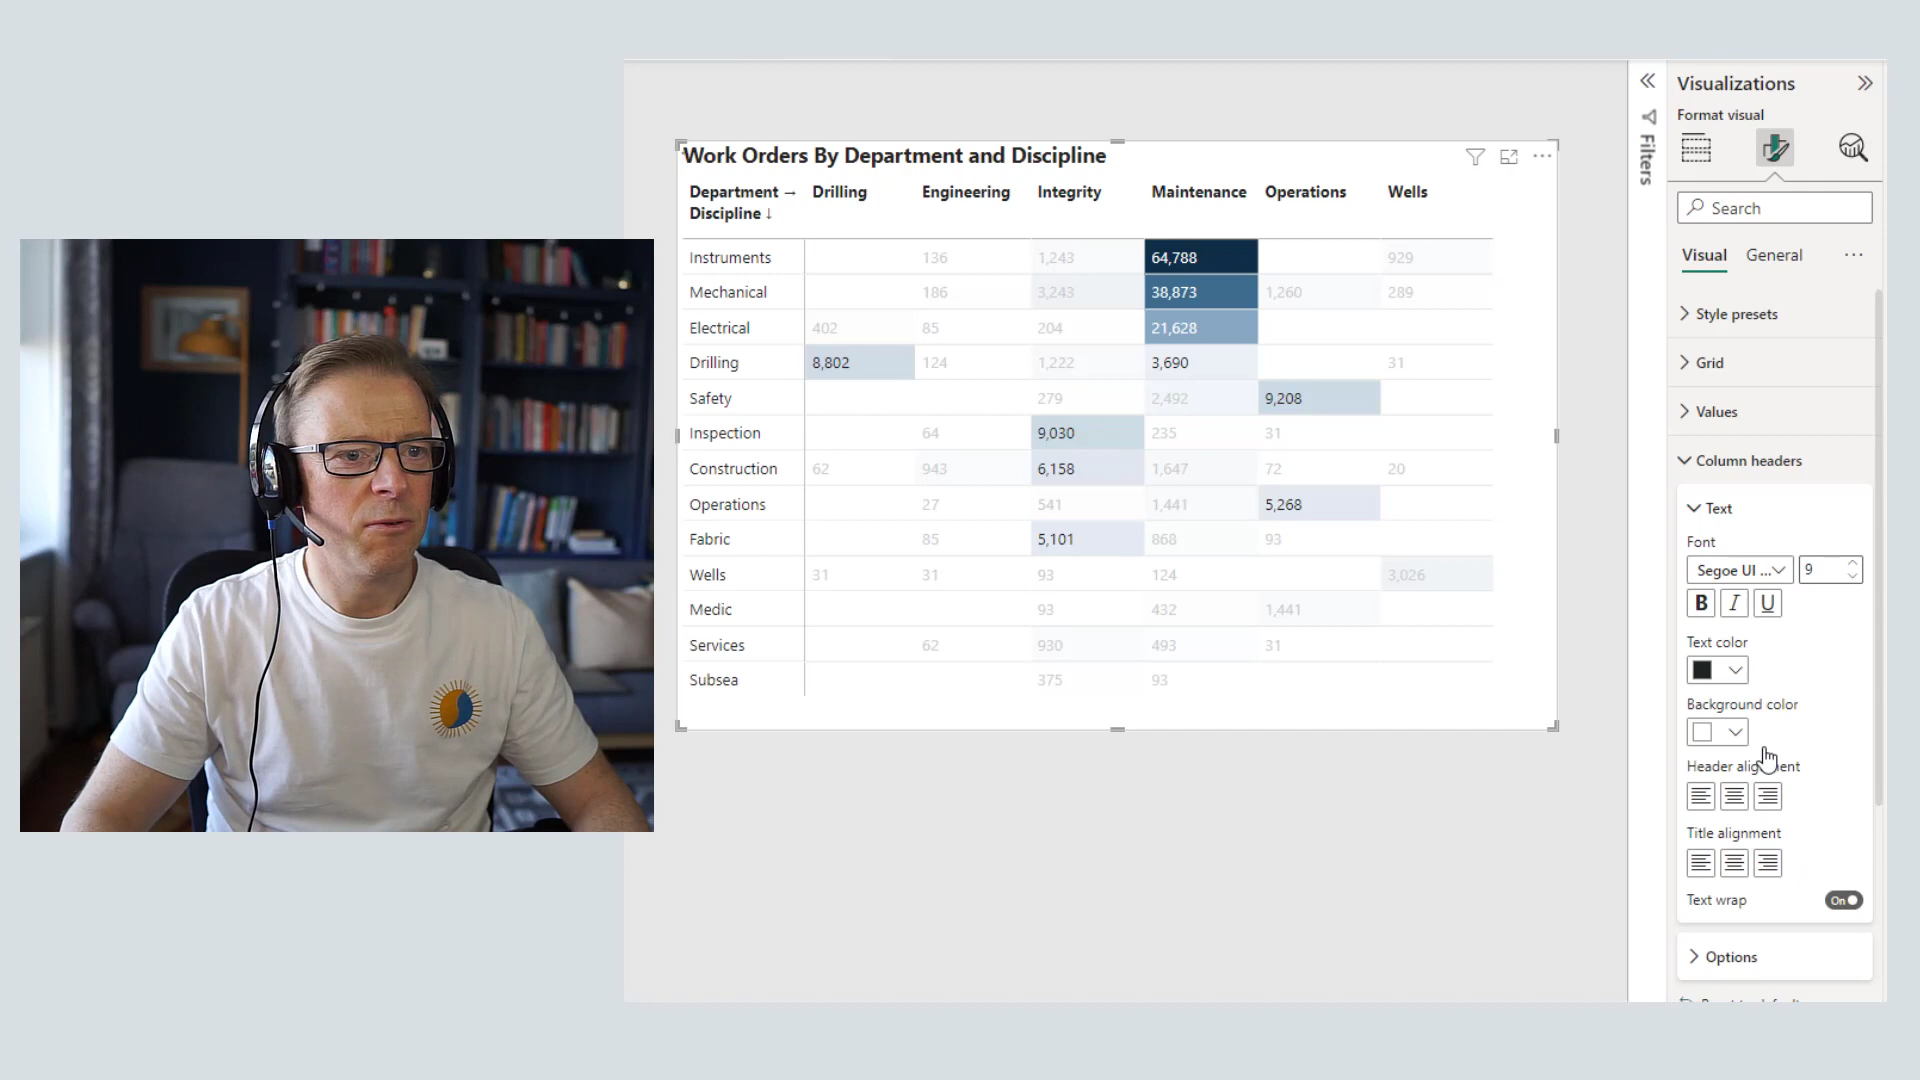 Work Orders By Department and Discipline
Department → Drilling Engineering Integrity Maintenance Operations Wells
Discipline ↓
Instruments 136 1,243 64,788 929
Mechanical 186 3,243 38,873 1,260 289
Electrical 402 85 204 21,628
Drilling 8,802 124 1,222 3,690 31
Safety 279 2,492 9,208
Inspection 64 9,030 235 31
Construction 62 943 6,158 1,647 72 20
Operations 27 541 1,441 5,268
Fabric 85 5,101 868 93
Wells 31 31 93 124 3,026
Medic 93 432 1,441
Services 62 930 493 31
Subsea 375 93
Filters
Visualizations
Format visual
Search
Visual General ...
Style presets
Grid
Values
Column headers
Text
Font
Segoe UI ... 9
B I U
Text color
Background color
Header alignment
Title alignment
Text wrap On
Options